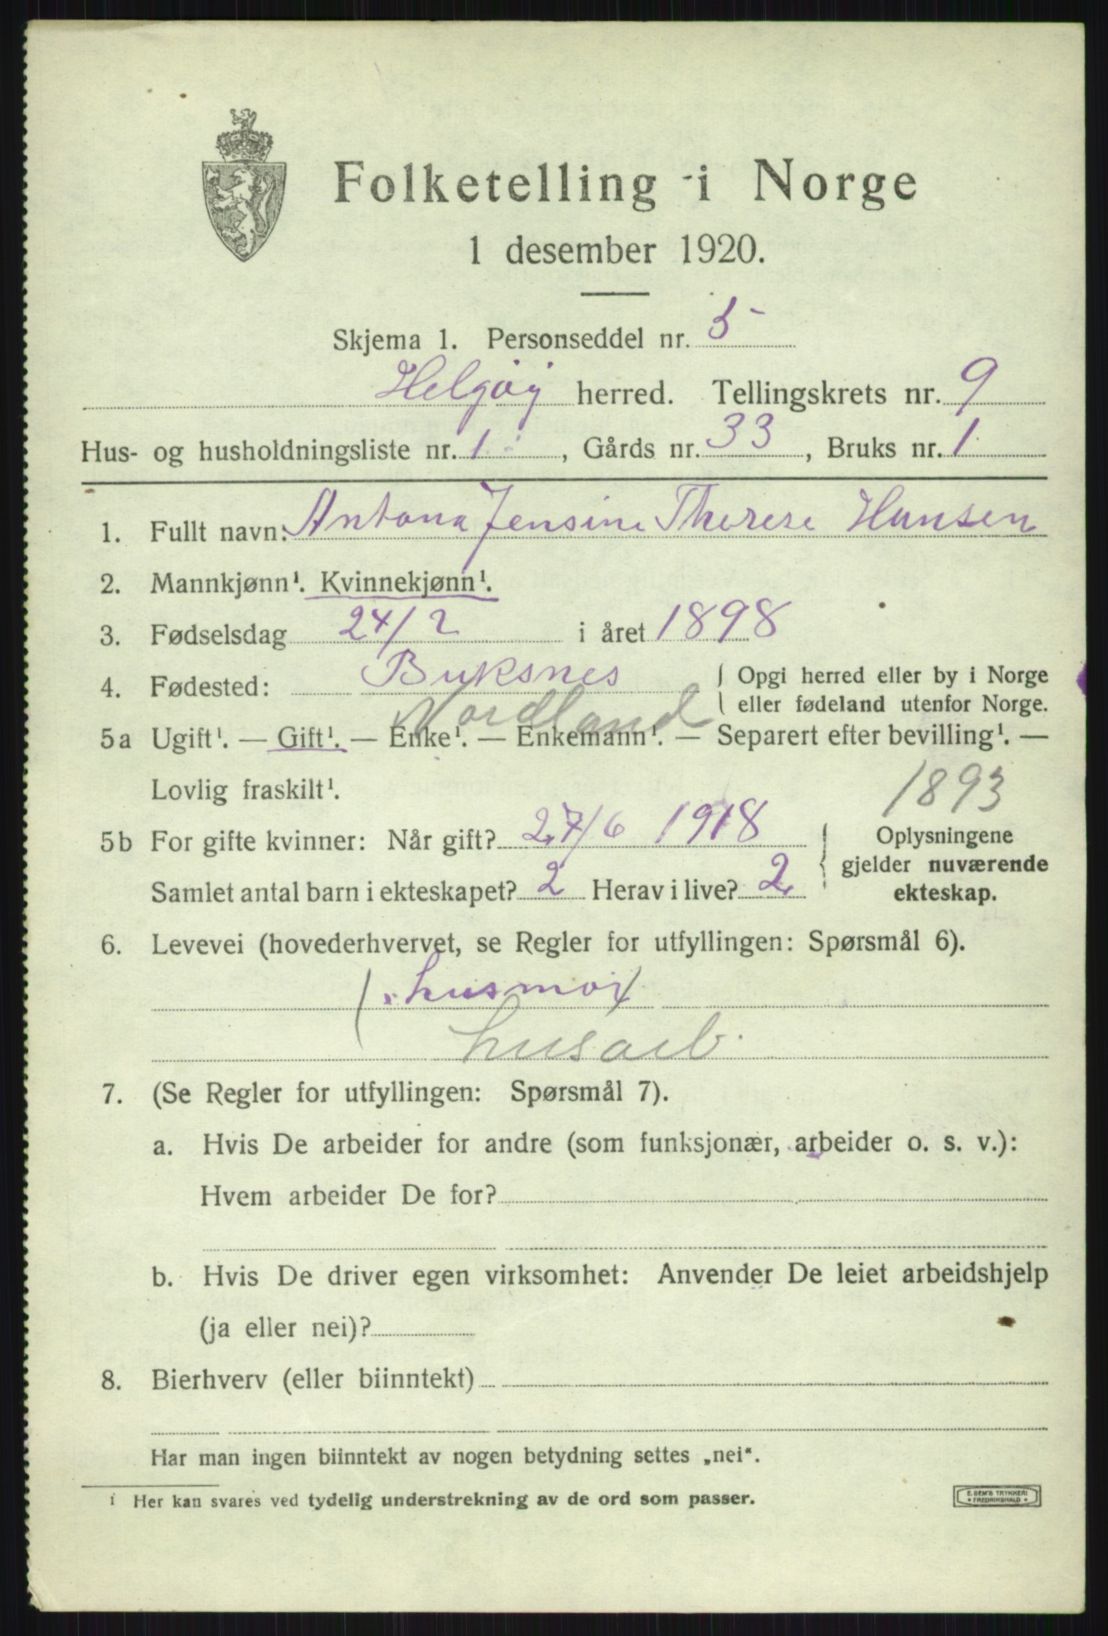 Folketelling i Norge
1 desember 1920.
Skjema 1. Personseddel nr. 5
Helgøy herred. Tellingskrets nr. 9
Hus- og husholdningsliste nr. 1, Gårds nr. 33, Bruks nr. 1
1. Fullt navn: Antona Jensine Therese Hansen
2. Mannkjønn¹. Kvinnekjønn¹.
3. Fødselsdag 24/2 i året 1898
4. Fødested: Buksnes { Opgi herred eller by i Norge
eller fødeland utenfor Norge.
Nordland
5a Ugift¹. — Gift¹. — Enke¹. — Enkemann¹. — Separert efter bevilling¹. —
Lovlig fraskilt¹.
1893
5b For gifte kvinner: Når gift? 27/6 1918 } Oplysningene
gjelder nuværende
Samlet antal barn i ekteskapet? 2 Herav i live? 2
ekteskap.
6. Levevei (hovederhvervet, se Regler for utfyllingen: Spørsmål 6).
(husmor)
husarb.
7. (Se Regler for utfyllingen: Spørsmål 7).
a. Hvis De arbeider for andre (som funksjonær, arbeider o. s. v.):
Hvem arbeider De for?
b. Hvis De driver egen virksomhet: Anvender De leiet arbeidshjelp
(ja eller nei)?
8. Bierhverv (eller biinntekt)
Har man ingen biinntekt av nogen betydning settes „nei“.
¹ Her kan svares ved tydelig understrekning av de ord som passer.
E. SEM'S TRYKKERI
FREDRIKSHALD